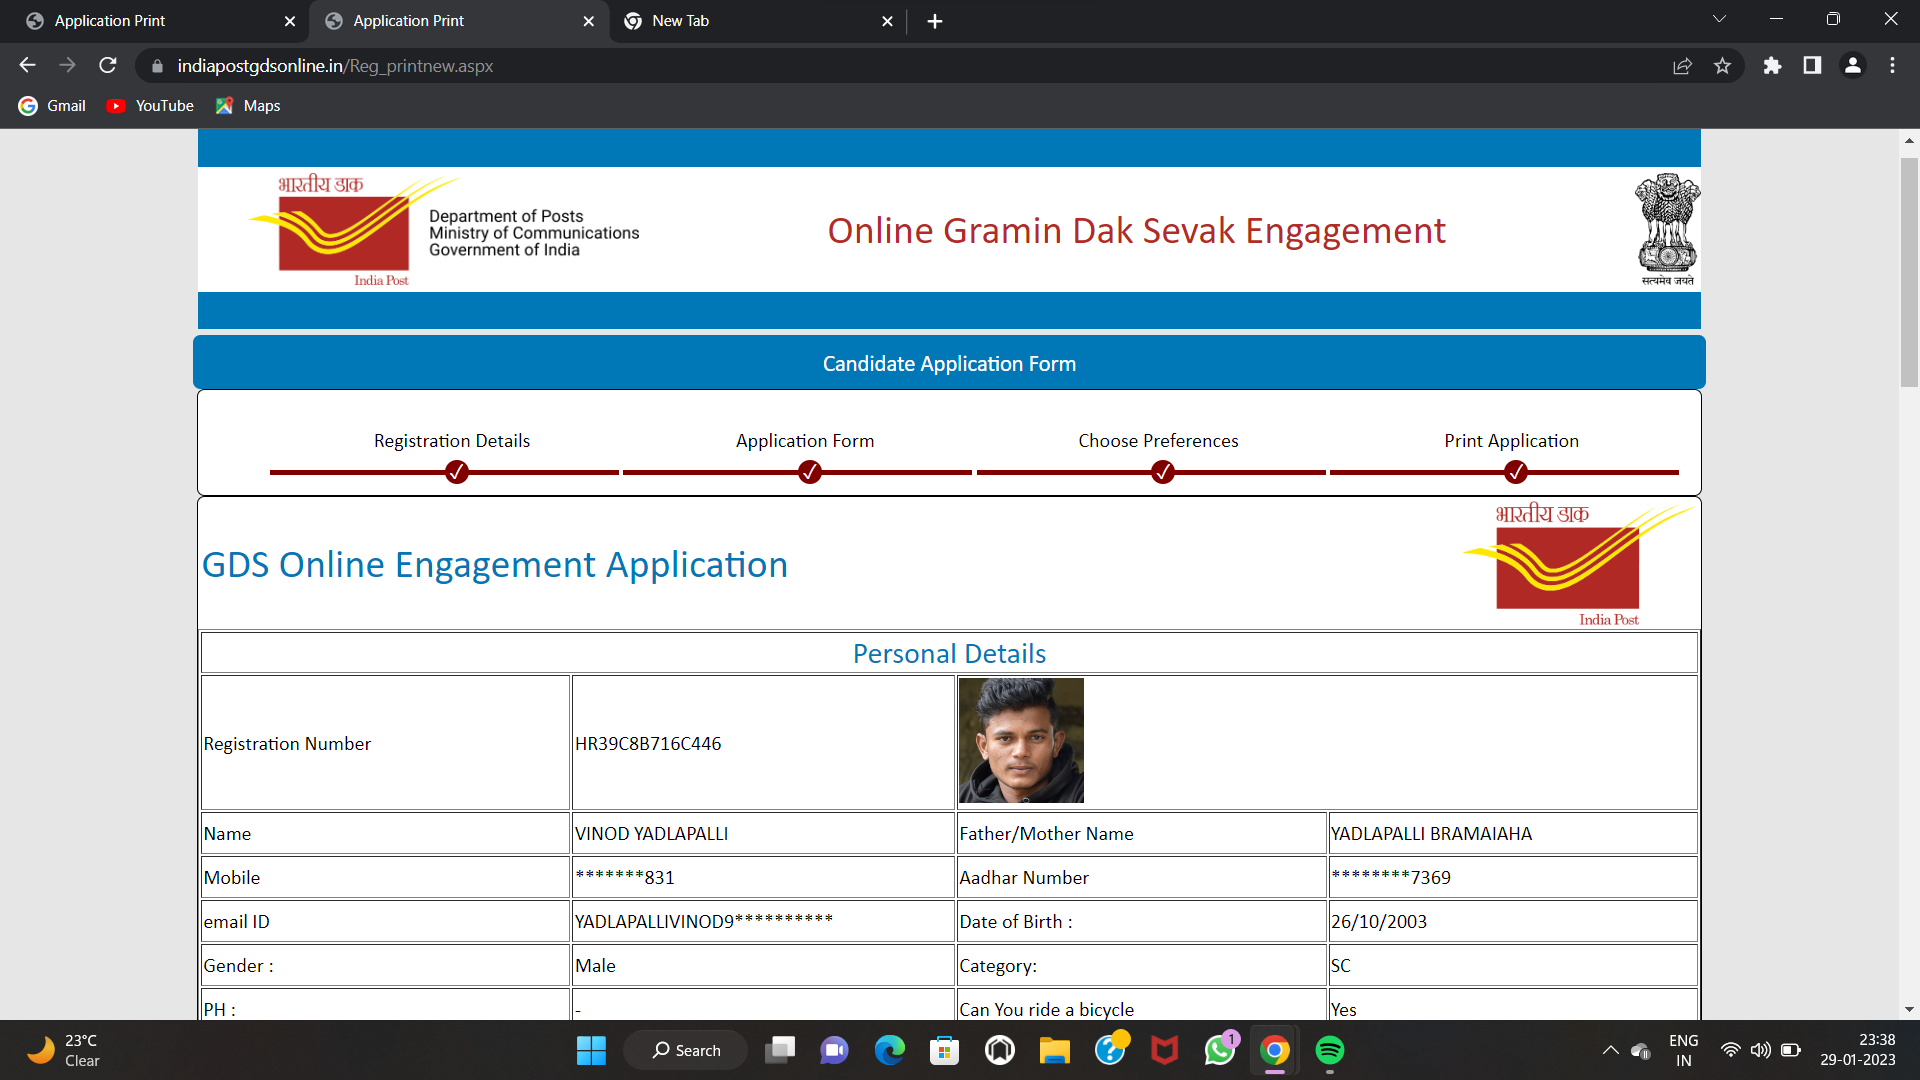 Application Print
Application Print
New Tab
indiapostgdsonline.in/Reg_printnew.aspx
Gmail
YouTube
Maps
भारतीय डाक
India Post
Department of Posts
Ministry of Communications
Government of India
Online Gramin Dak Sevak Engagement
सत्यमेव जयते
Candidate Application Form
Registration Details
Application Form
Choose Preferences
Print Application
GDS Online Engagement Application
भारतीय डाक
India Post
Personal Details
Registration Number HR39C8B716C446
Name VINOD YADLAPALLI Father/Mother Name YADLAPALLI BRAMAIAHA
Mobile *******831 Aadhar Number ********7369
email ID YADLAPALLIVINOD9********** Date of Birth : 26/10/2003
Gender : Male Category: SC
PH : - Can You ride a bicycle Yes
23°C
Clear
Search
1
ENG
IN
23:38
29-01-2023